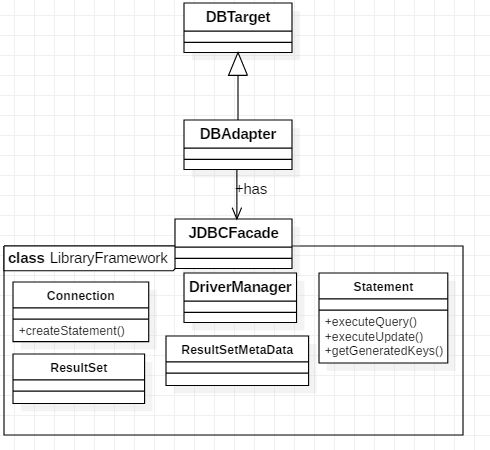 DBTarget
DBAdapter
+has
JDBCFacade
class LibraryFramework
DriverManager
Connection
+createStatement()
Statement
+executeQuery()
+executeUpdate()
+getGeneratedKeys()
ResultSetMetaData
ResultSet